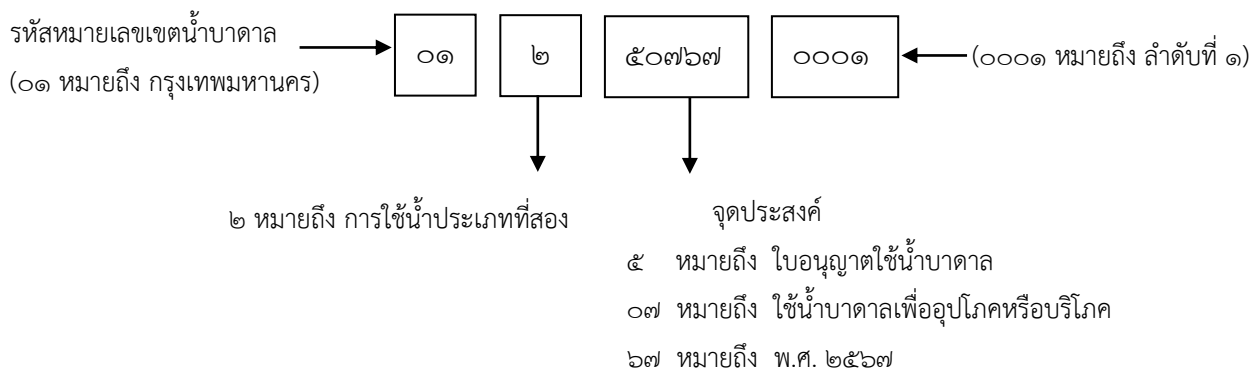 รหัสหมายเลขเขตน้ำบาดาล
(๐๑ หมายถึง กรุงเทพมหานคร)
๐๑ ๒ ๕๐๗๖๗ ๐๐๐๑ (๐๐๐๑ หมายถึง ลำดับที่ ๑)
๒ หมายถึง การใช้น้ำประเภทที่สอง
จุดประสงค์
๕ หมายถึง ใบอนุญาตใช้น้ำบาดาล
๐๗ หมายถึง ใช้น้ำบาดาลเพื่ออุปโภคหรือบริโภค
๖๗ หมายถึง พ.ศ. ๒๕๖๗